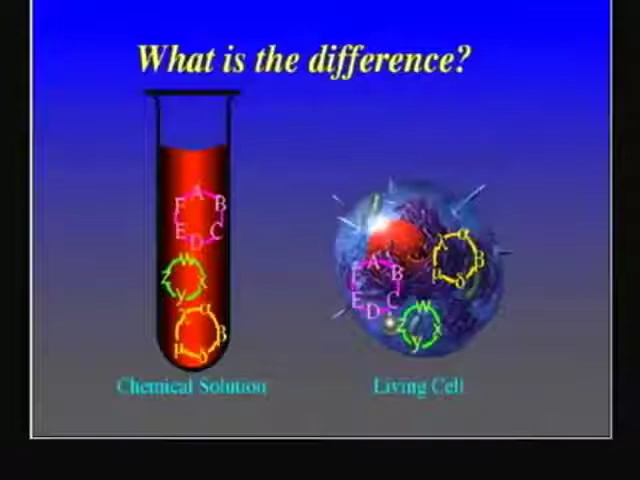 What is the difference?
A
B
C
D
E
F
w
x
y
z
λ
α
B
δ
μ
A
B
C
D
E
F
λ
α
B
δ
μ
w
x
y
z
Chemical Solution
Living Cell